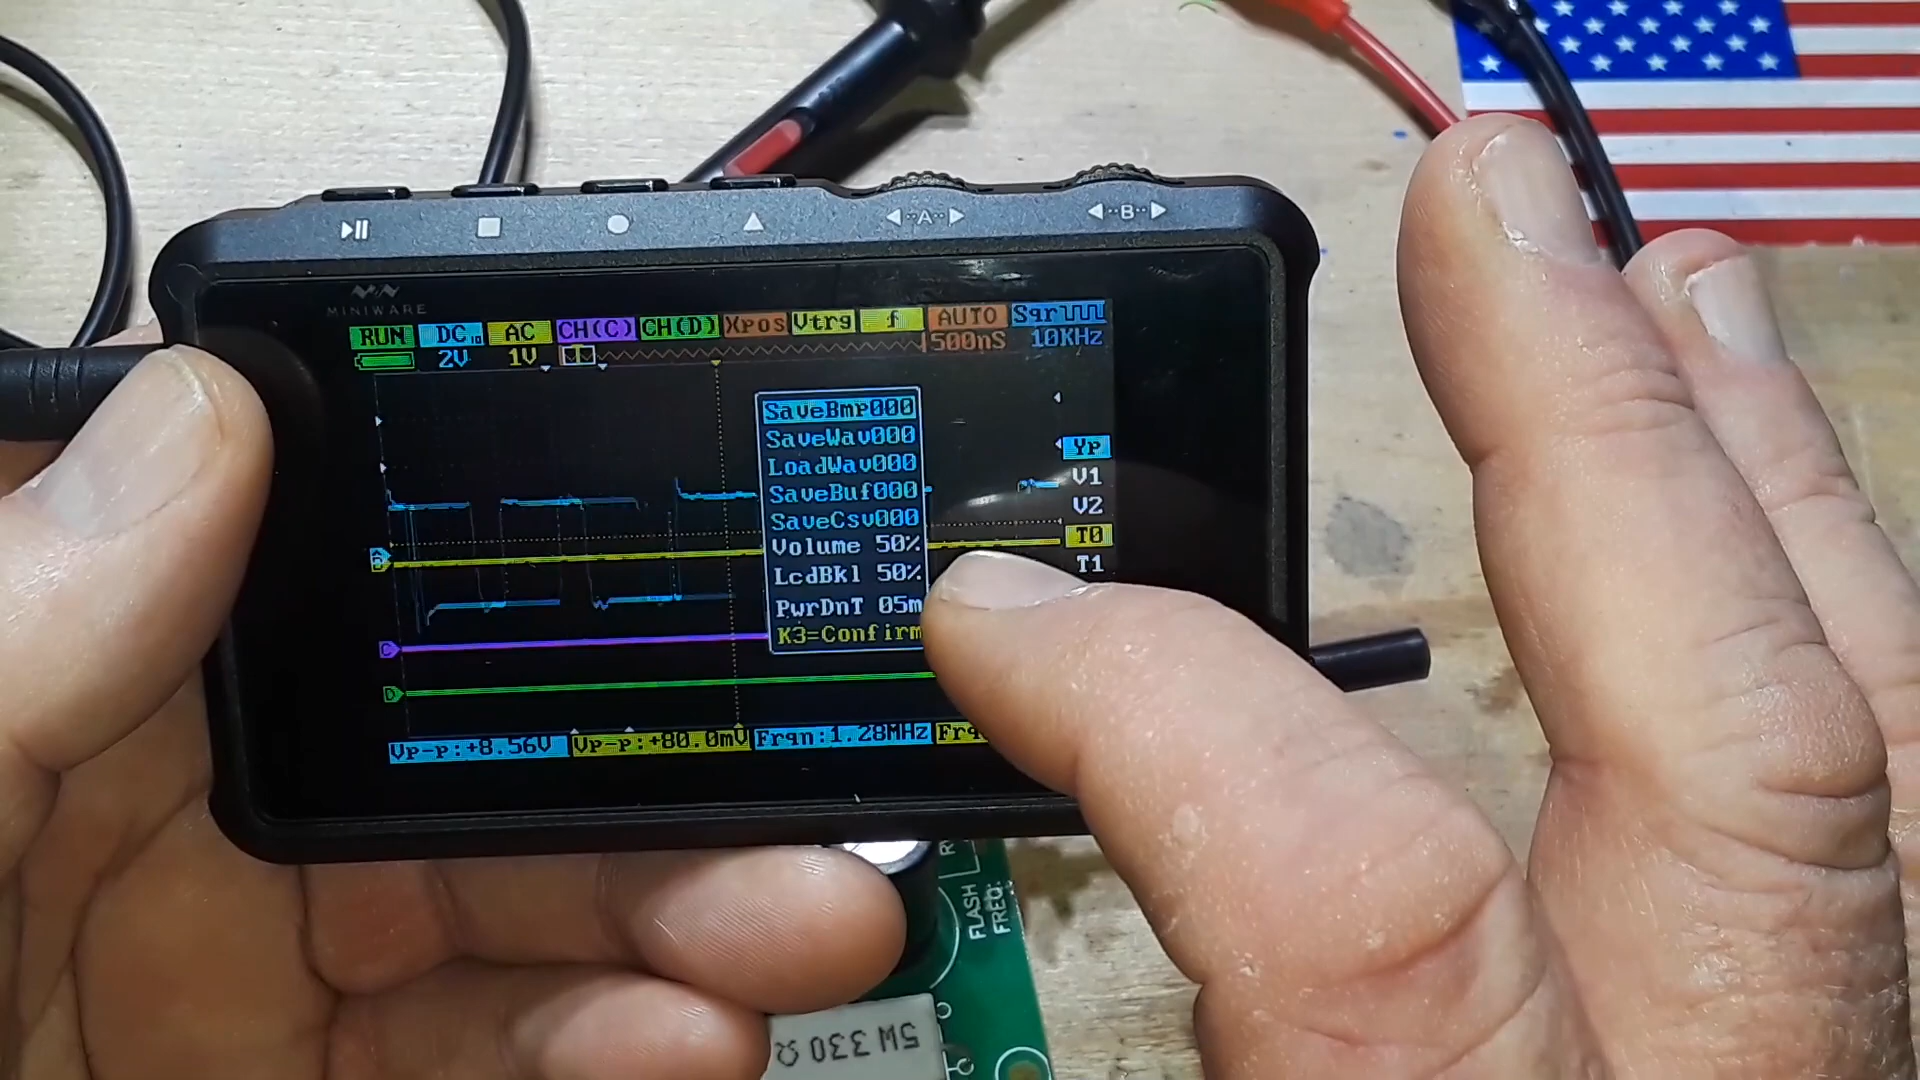 A
B
MINIWARE
RUN DC AC CH(C) CH(D) Xpos Vtrg f AUTO Sqr
2V 1V 500nS 10KHz
SaveBmp000
SaveWav000
LoadWav000
SaveBuf000
SaveCsv000
Volume 50%
LcdBkl 50%
PwrDnT 05m
K3=Confirm
Yp
V1
V2
T0
T1
A
C
D
Vp-p:+8.56V Vp-p:+80.0mV Frqn:1.28MHz Frq
FLASH
FREQ:
5W 330Ω